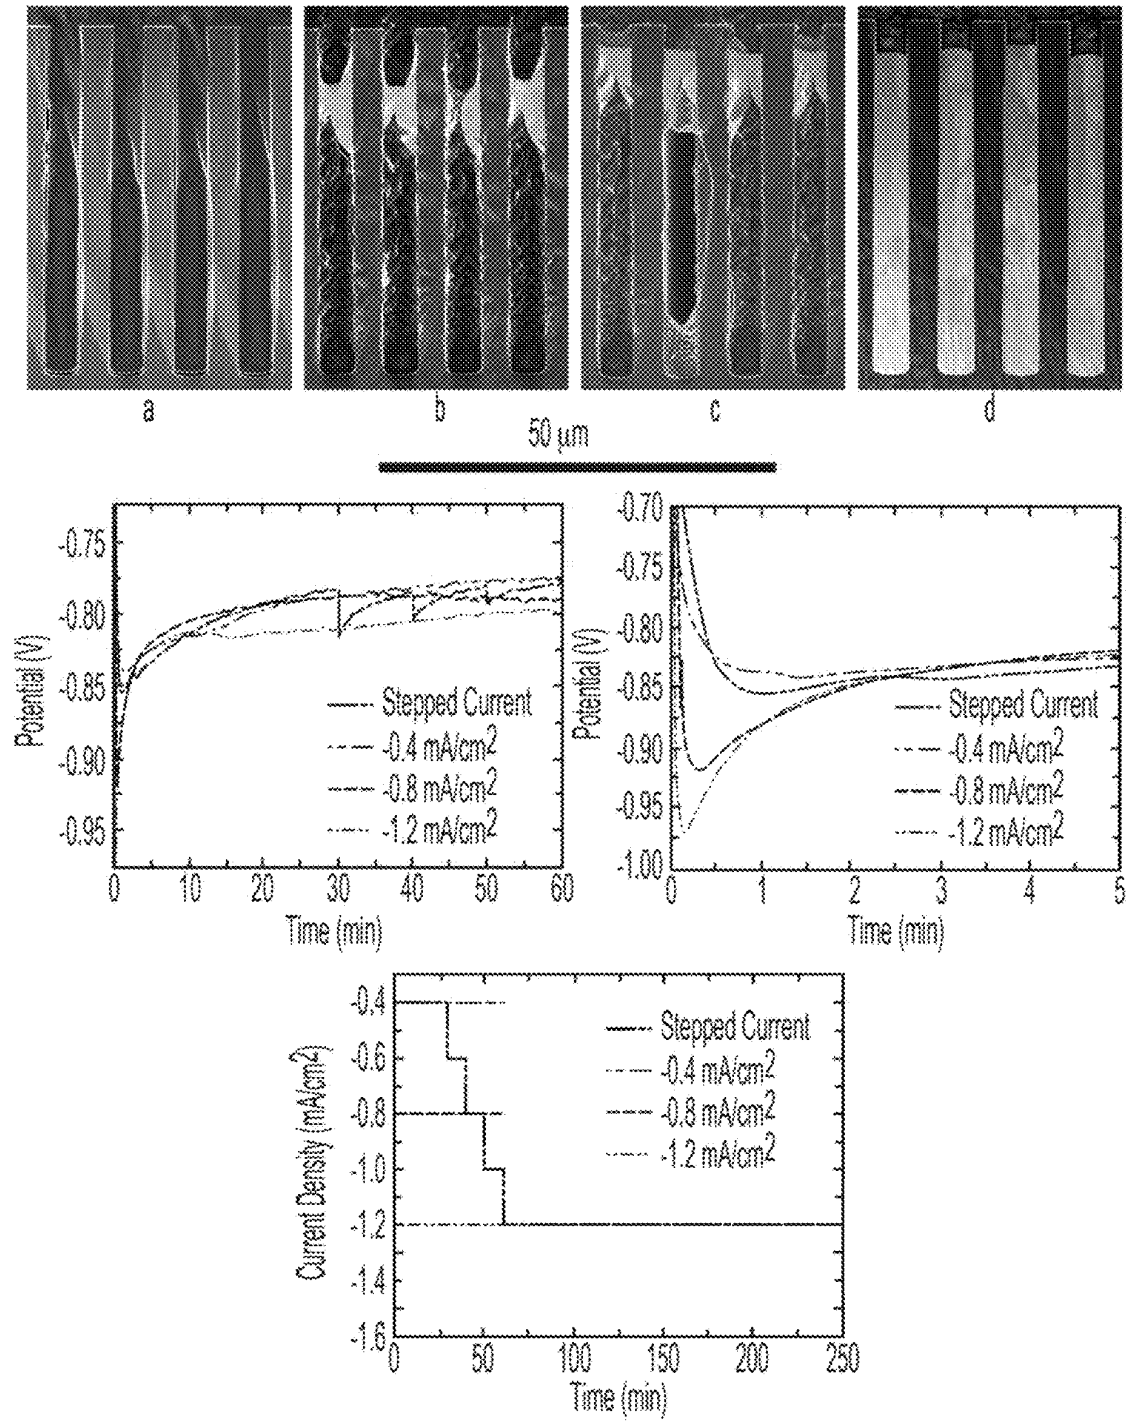 a b c d
50 µm
-0.75
-0.80
-0.85
-0.90
-0.95
Potential (V)
Stepped Current
-0.4 mA/cm2
-0.8 mA/cm2
-1.2 mA/cm2
0 10 20 30 40 50 60
Time (min)
-0.70
-0.75
-0.80
-0.85
-0.90
-0.95
-1.00
Potential (V)
Stepped Current
-0.4 mA/cm2
-0.8 mA/cm2
-1.2 mA/cm2
0 1 2 3 4 5
Time (min)
-0.4
-0.6
-0.8
-1.0
-1.2
-1.4
-1.6
Current Density (mA/cm2)
Stepped Current
-0.4 mA/cm2
-0.8 mA/cm2
-1.2 mA/cm2
0 50 100 150 200 250
Time (min)